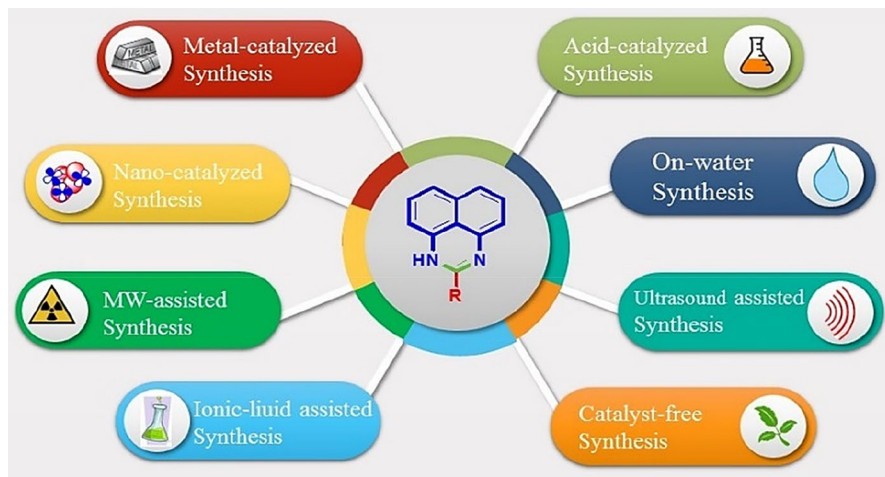 Metal-catalyzed
Synthesis
Acid-catalyzed
Synthesis
Nano-catalyzed
Synthesis
On-water
Synthesis
HN
N
R
MW-assisted
Synthesis
Ultrasound assisted
Synthesis
Ionic-liuid assisted
Synthesis
Catalyst-free
Synthesis
METAL